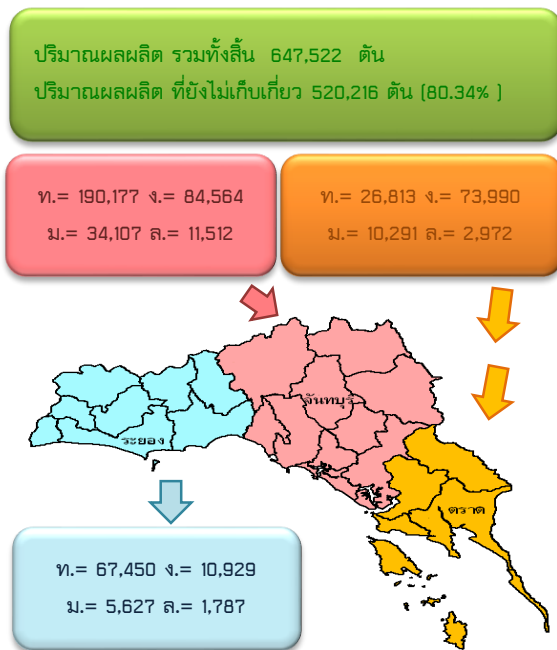 ปริมาณผลผลิต รวมทั้งสิ้น 647,522 ตัน
ปริมาณผลผลิต ที่ยังไม่เก็บเกี่ยว 520,216 ตัน (80.34% )
ท.= 190,177 ง.= 84,564
ม.= 34,107 ล.= 11,512
ท.= 26,813 ง.= 73,990
ม.= 10,291 ล.= 2,972
จันทบุรี
ระยอง
ตราด
ท.= 67,450 ง.= 10,929
ม.= 5,627 ล.= 1,787